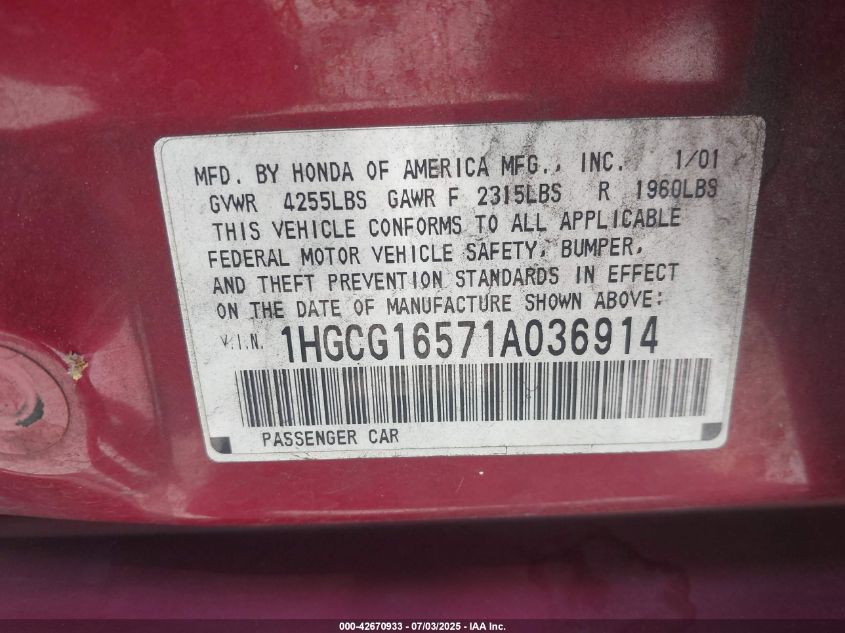 MFD. BY HONDA OF AMERICA MFG., INC. 1/01
GVWR 4255LBS GAWR F 2315LBS R 1960LBS
THIS VEHICLE CONFORMS TO ALL APPLICABLE
FEDERAL MOTOR VEHICLE SAFETY, BUMPER,
AND THEFT PREVENTION STANDARDS IN EFFECT
ON THE DATE OF MANUFACTURE SHOWN ABOVE:
V.I.N. 1HGCG16571A036914
PASSENGER CAR
000-42670933 - 07/03/2025 - IAA Inc.